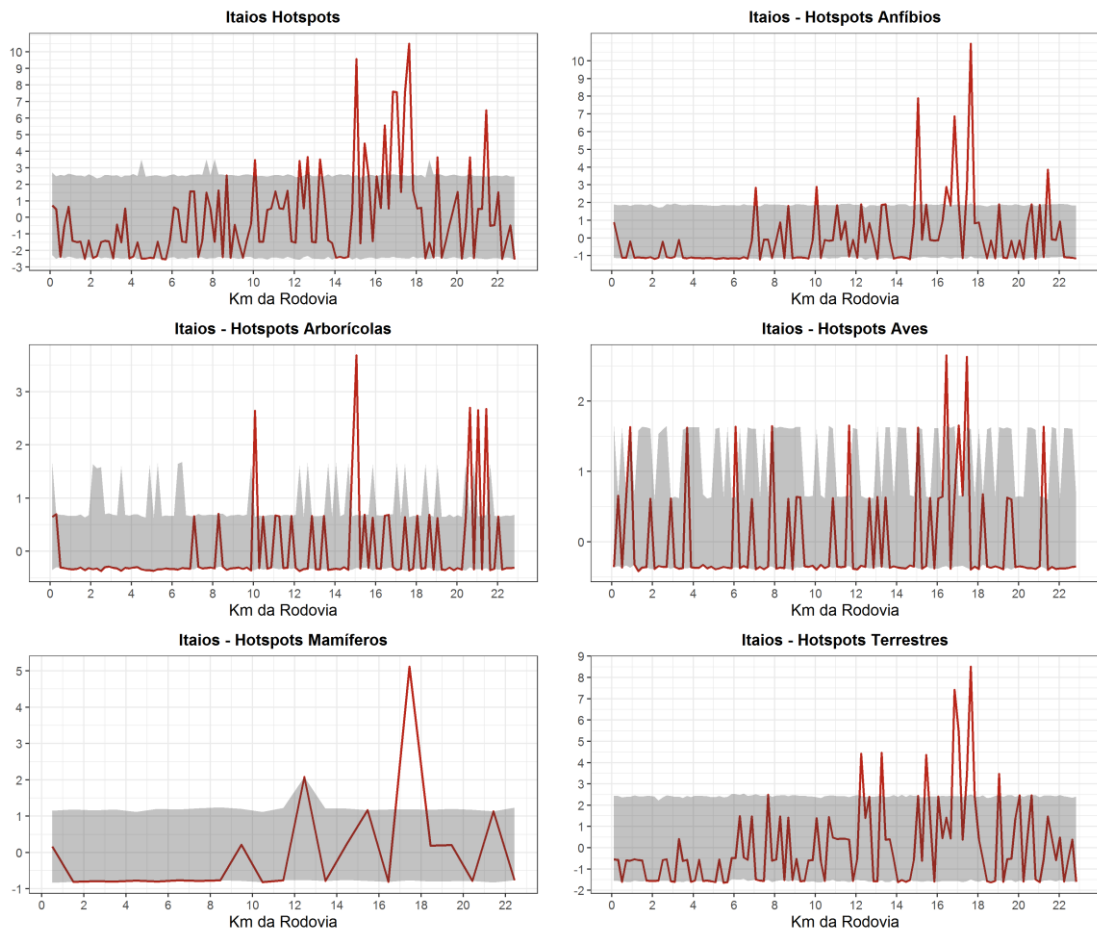 Itaios Hotspots
10
9
8
7
6
5
4
3
2
1
0
-1
-2
-3
0 2 4 6 8 10 12 14 16 18 20 22
Km da Rodovia
Itaios - Hotspots Anfíbios
10
9
8
7
6
5
4
3
2
1
0
-1
0 2 4 6 8 10 12 14 16 18 20 22
Km da Rodovia
Itaios - Hotspots Arborícolas
3
2
1
0
0 2 4 6 8 10 12 14 16 18 20 22
Km da Rodovia
Itaios - Hotspots Aves
2
1
0
0 2 4 6 8 10 12 14 16 18 20 22
Km da Rodovia
Itaios - Hotspots Mamíferos
5
4
3
2
1
0
-1
0 2 4 6 8 10 12 14 16 18 20 22
Km da Rodovia
Itaios - Hotspots Terrestres
9
8
7
6
5
4
3
2
1
0
-1
-2
0 2 4 6 8 10 12 14 16 18 20 22
Km da Rodovia